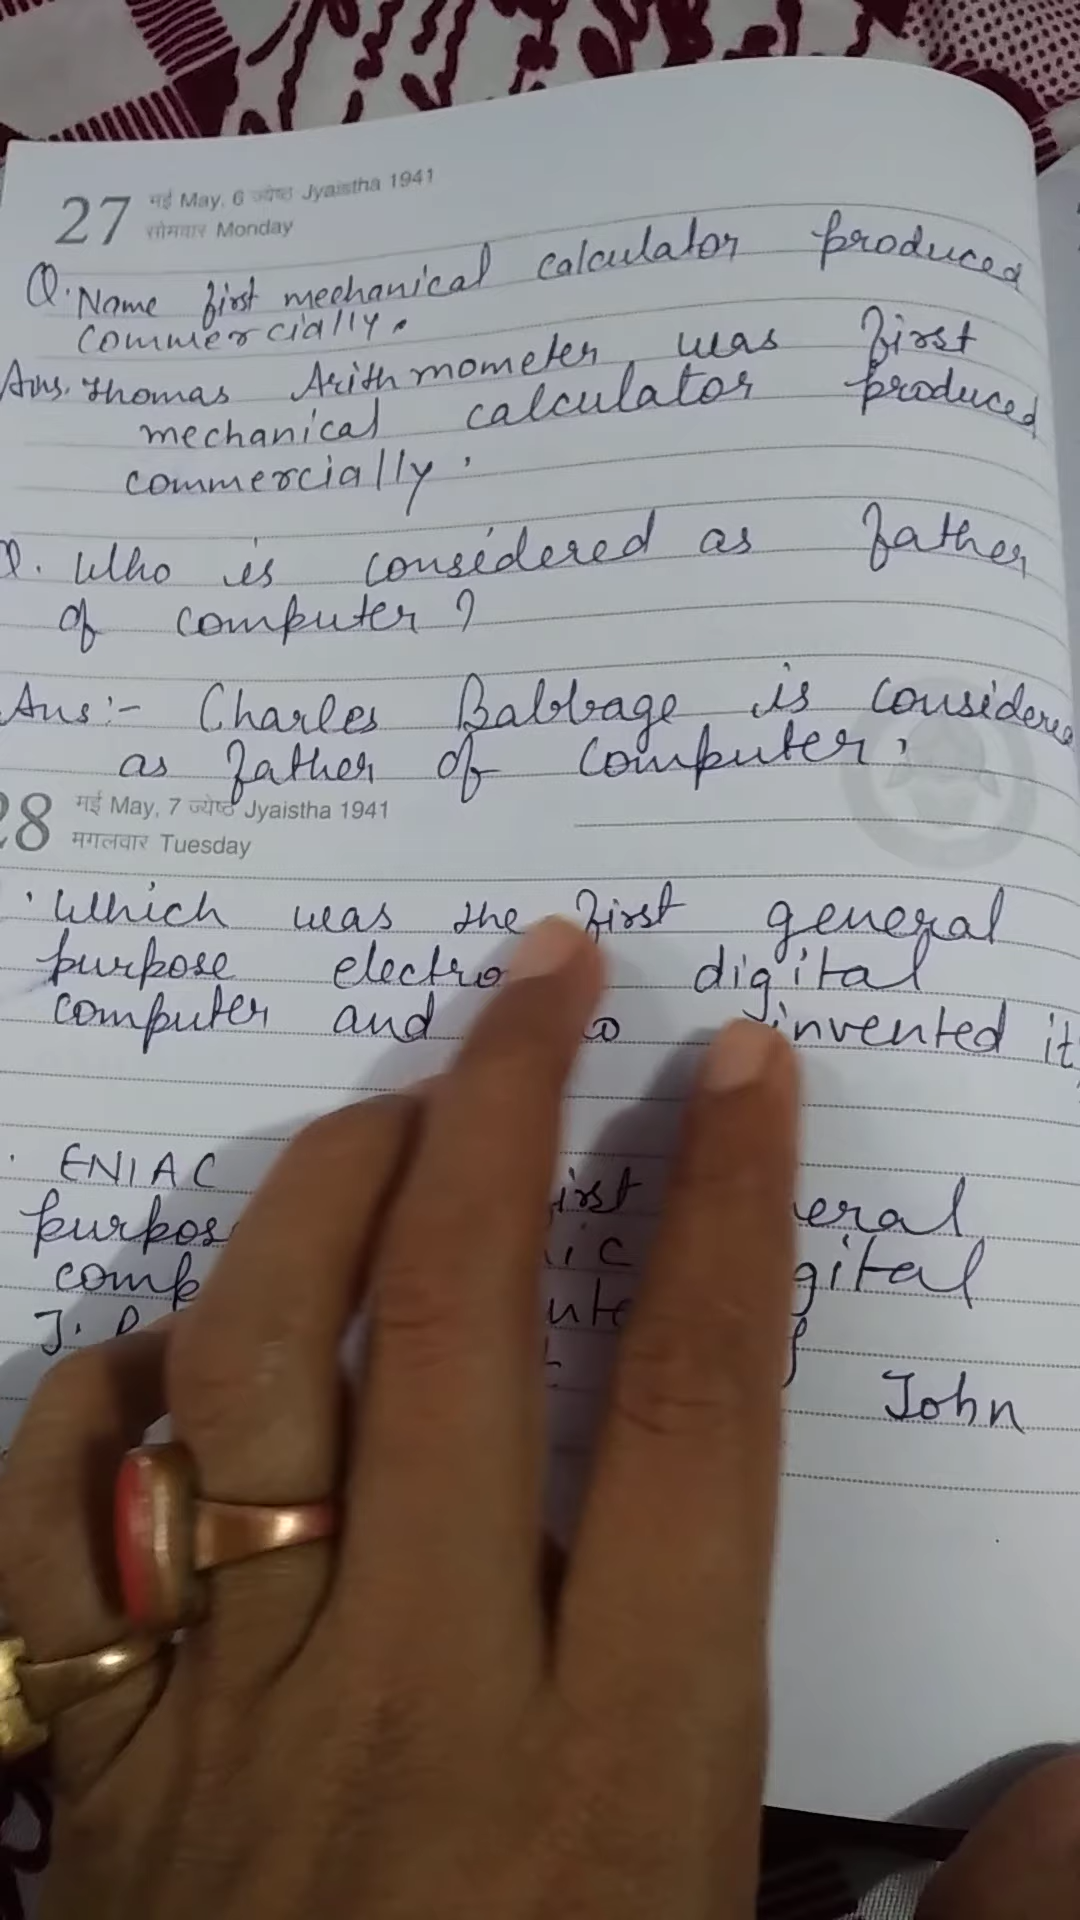 27 मई May, 6 ज्येष्ठ Jyaistha 1941
सोमवार Monday
Q. Name first mechanical calculator produced
commercially.
Ans. Thomas Arithmometer was first
mechanical calculator produced
commercially.
Q. Who is considered as father
of computer?
Ans:- Charles Babbage is considere
as father of computer.
28 मई May, 7 ज्येष्ठ Jyaistha 1941
मंगलवार Tuesday
Which was the first general
purpose electro digital
computer and invented it
ENIAC
purpos
comp gital
J.
John